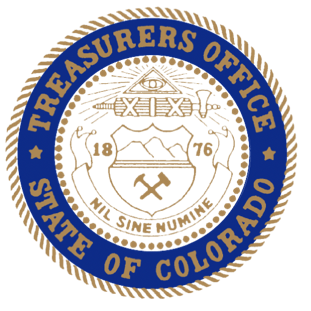 TREASURERS OFFICE
XIX
18 76
NIL SINE NUMINE
STATE OF COLORADO